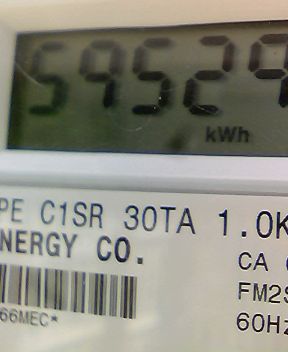 59529
kWh
PE C1SR 30TA 1.0K
NERGY CO.
CA
FM2S
66MEC*
60Hz